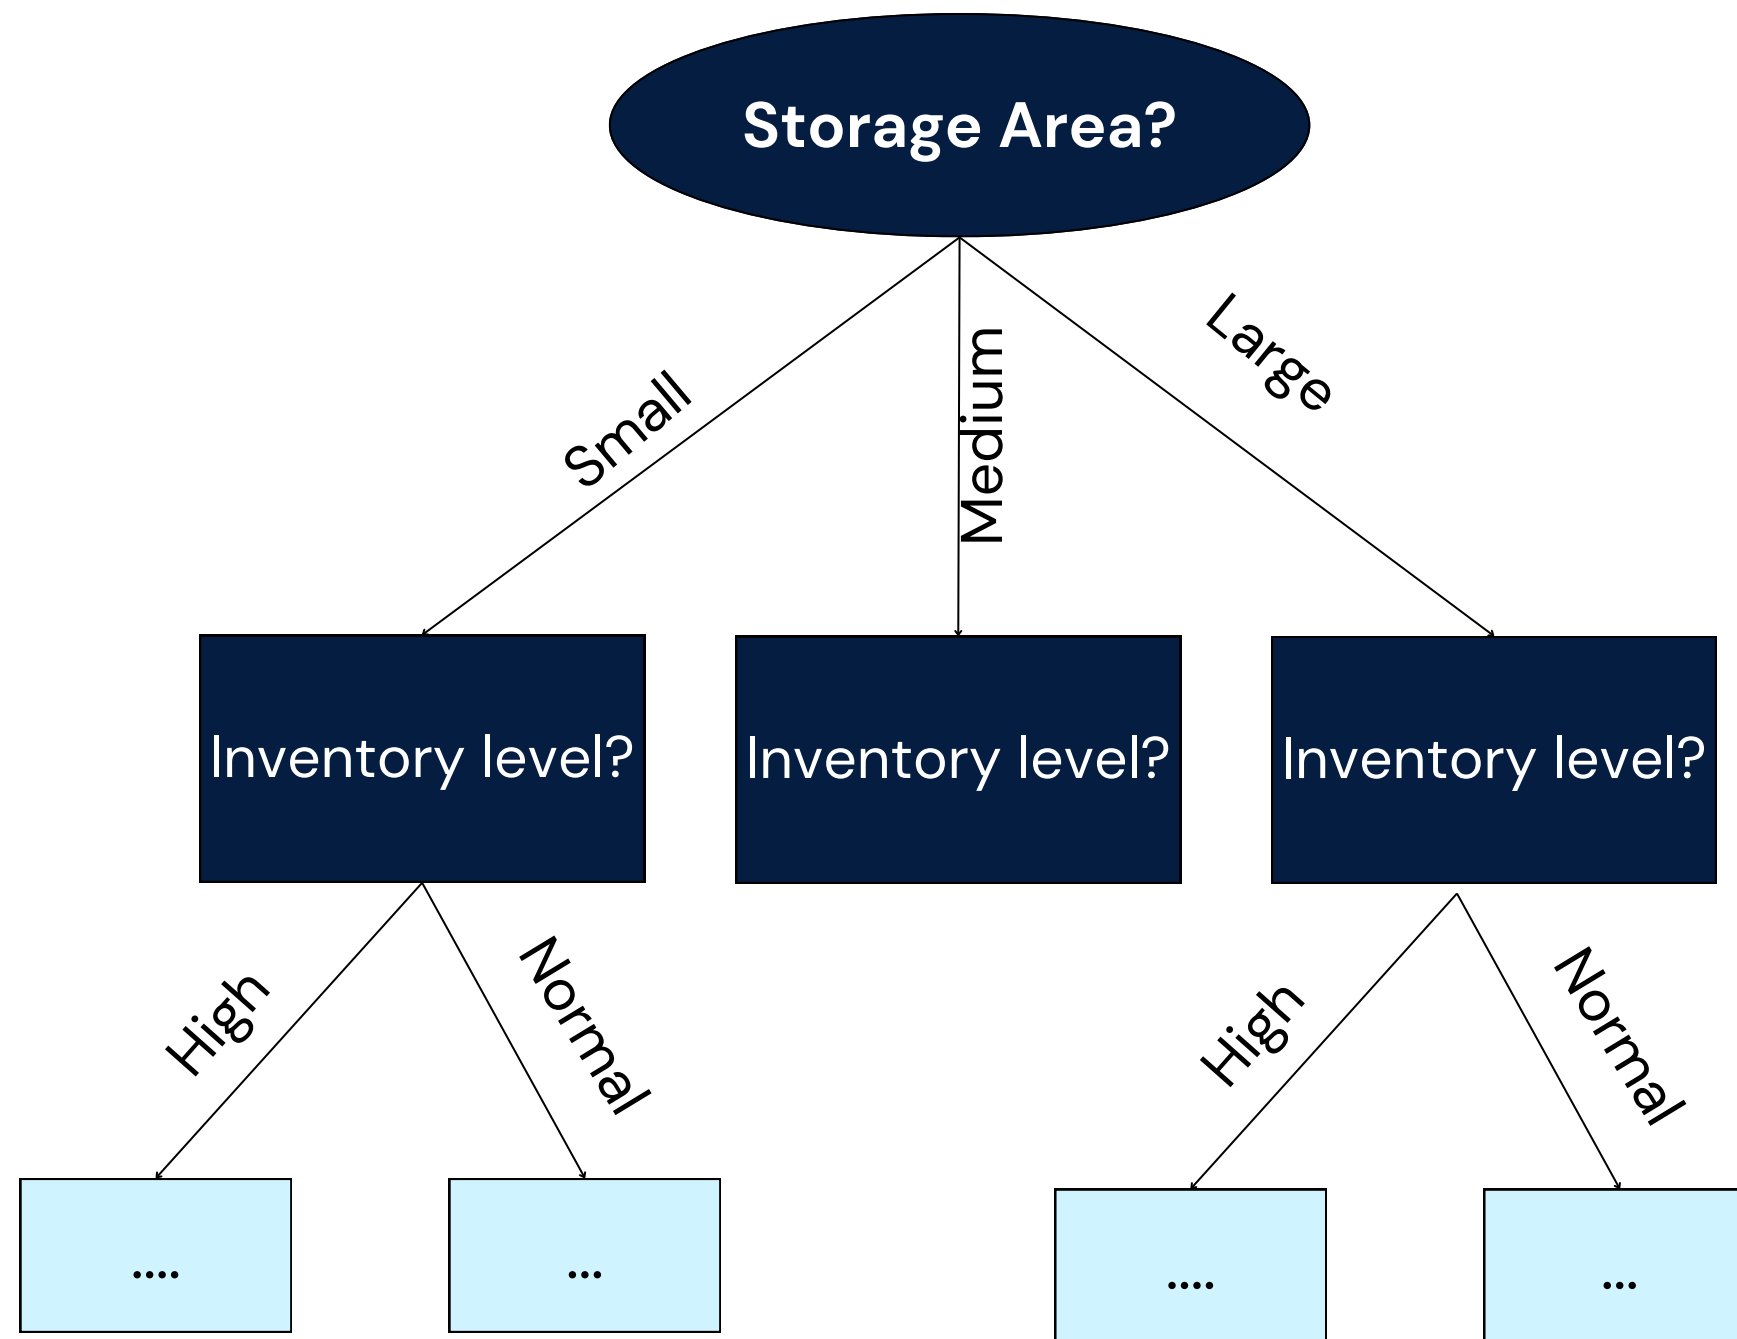 Storage Area?
Small
Medium
Large
Inventory level?
Inventory level?
Inventory level?
High
Normal
High
Normal
....
...
....
...